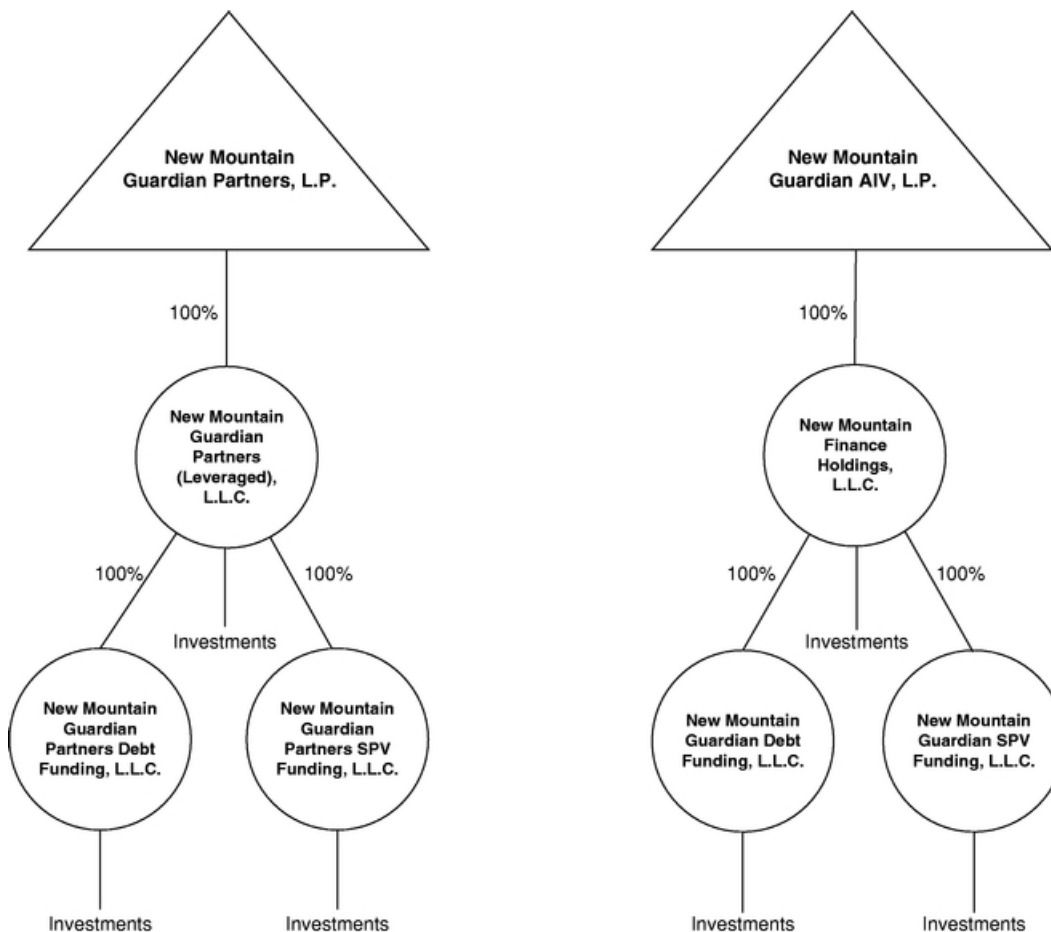 New Mountain
Guardian Partners, L.P.
New Mountain
Guardian AIV, L.P.
100%
100%
New Mountain
Guardian
Partners
(Leveraged),
L.L.C.
New Mountain
Finance
Holdings,
L.L.C.
100%
100%
100%
100%
Investments
Investments
New Mountain
Guardian
Partners Debt
Funding, L.L.C.
New Mountain
Guardian
Partners SPV
Funding, L.L.C.
New Mountain
Guardian Debt
Funding, L.L.C.
New Mountain
Guardian SPV
Funding, L.L.C.
Investments
Investments
Investments
Investments